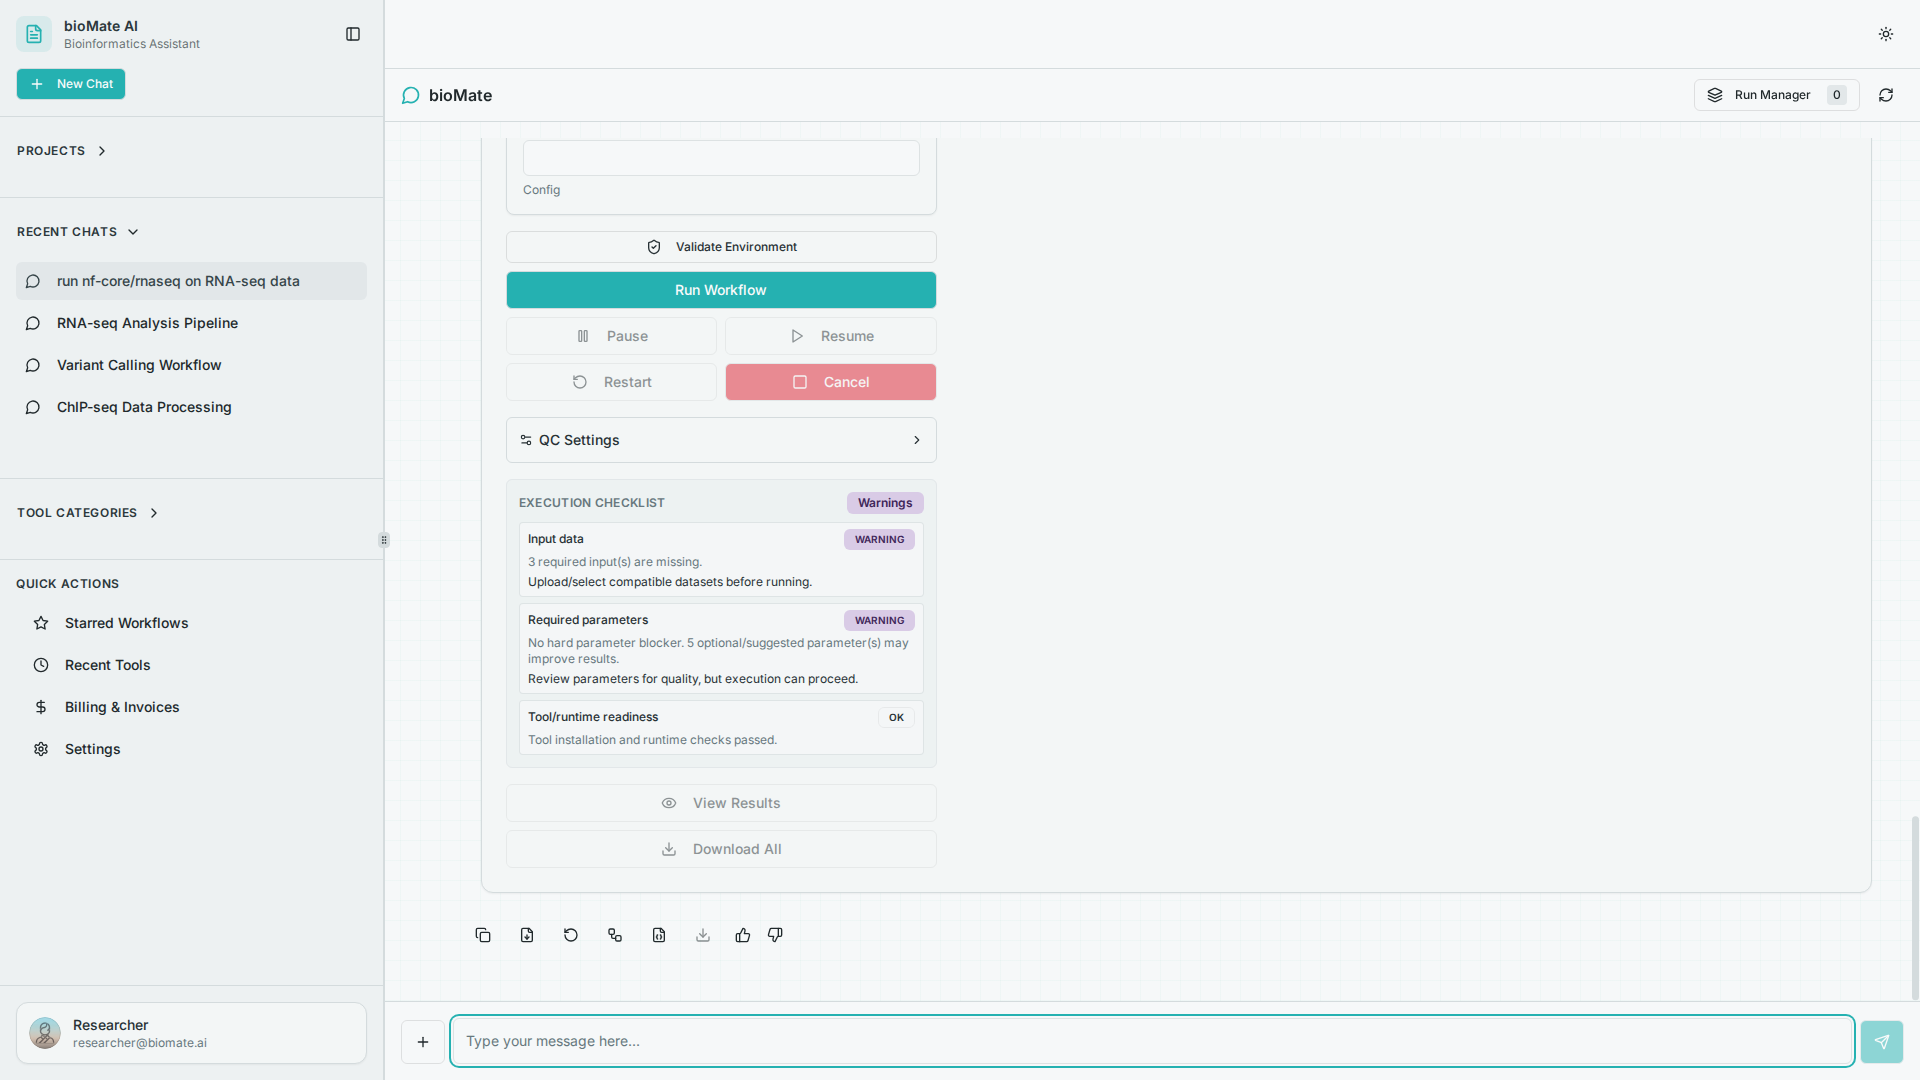 bioMate AI
Bioinformatics Assistant
New Chat
PROJECTS
RECENT CHATS
run nf-core/rnaseq on RNA-seq data
RNA-seq Analysis Pipeline
Variant Calling Workflow
ChIP-seq Data Processing
TOOL CATEGORIES
QUICK ACTIONS
Starred Workflows
Recent Tools
Billing & Invoices
Settings
Researcher
researcher@biomate.ai
bioMate
Run Manager 0
Config
Validate Environment
Run Workflow
Pause
Resume
Restart
Cancel
QC Settings
EXECUTION CHECKLIST
Warnings
Input data
WARNING
3 required input(s) are missing.
Upload/select compatible datasets before running.
Required parameters
WARNING
No hard parameter blocker. 5 optional/suggested parameter(s) may
improve results.
Review parameters for quality, but execution can proceed.
Tool/runtime readiness
OK
Tool installation and runtime checks passed.
View Results
Download All
Type your message here...